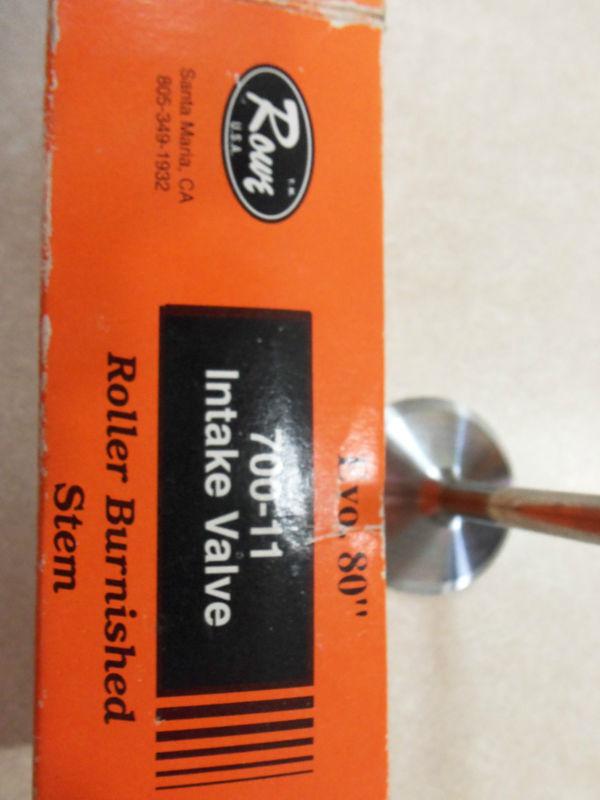 Rowe
T.M.
U.S.A.
Santa Maria, CA
805-349-1932
Evo. 80"
700-11
Intake Valve
Roller Burnished
Stem